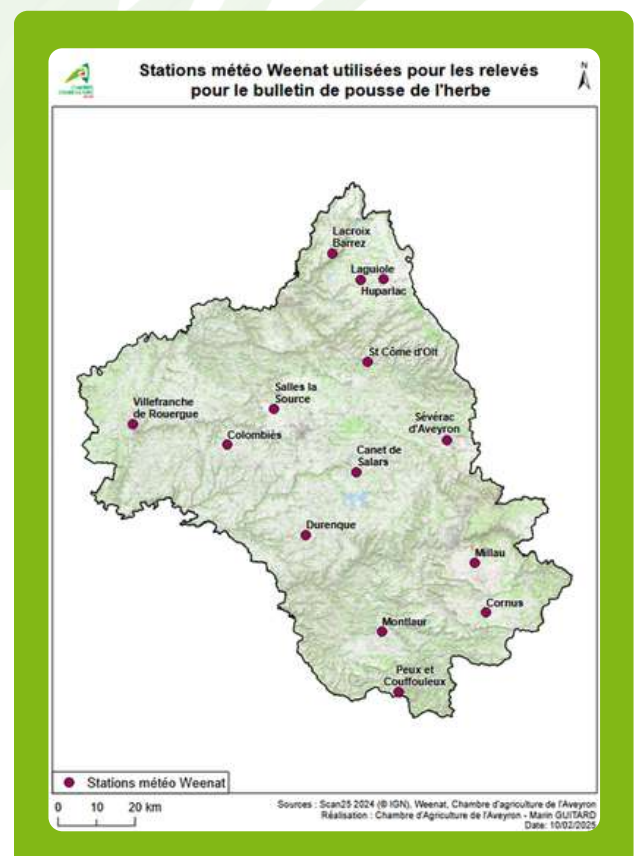 Stations météo Weenat utilisées pour les relevés
pour le bulletin de pousse de l'herbe
N
Lacroix
Barrez
Laguiole
Huparlac
St Côme d'Olt
Salles la
Source
Villefranche
de Rouergue
Sévérac
d'Aveyron
Colombiès
Canet de
Salars
Durenque
Millau
Cornus
Montlaur
Peux et
Couffouleux
Stations météo Weenat
0 10 20 km
Sources : Scan25 2024 (© IGN), Weenat, Chambre d'agriculture de l'Aveyron
Réalisation : Chambre d'Agriculture de l'Aveyron - Marin GUITARD
Date: 10/02/2025